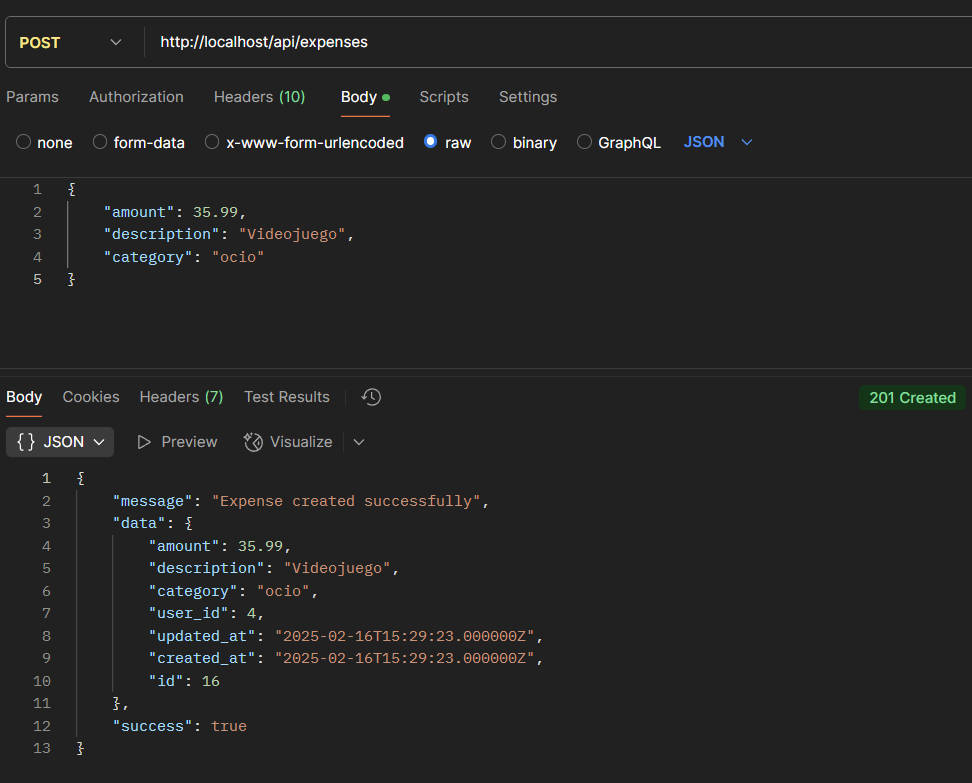 POST http://localhost/api/expenses
Params Authorization Headers (10) Body Scripts Settings
none form-data x-www-form-urlencoded raw binary GraphQL JSON
1 {
2 "amount": 35.99,
3 "description": "Videojuego",
4 "category": "ocio"
5 }
Body Cookies Headers (7) Test Results 201 Created
{} JSON Preview Visualize
1 {
2 "message": "Expense created successfully",
3 "data": {
4 "amount": 35.99,
5 "description": "Videojuego",
6 "category": "ocio",
7 "user_id": 4,
8 "updated_at": "2025-02-16T15:29:23.000000Z",
9 "created_at": "2025-02-16T15:29:23.000000Z",
10 "id": 16
11 },
12 "success": true
13 }